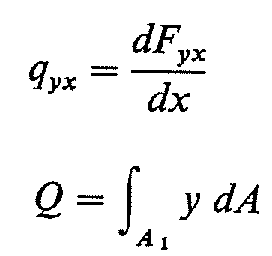 q_{yx} = \frac{dF_{yx}}{dx}
Q = \int_{A_1} y \, dA